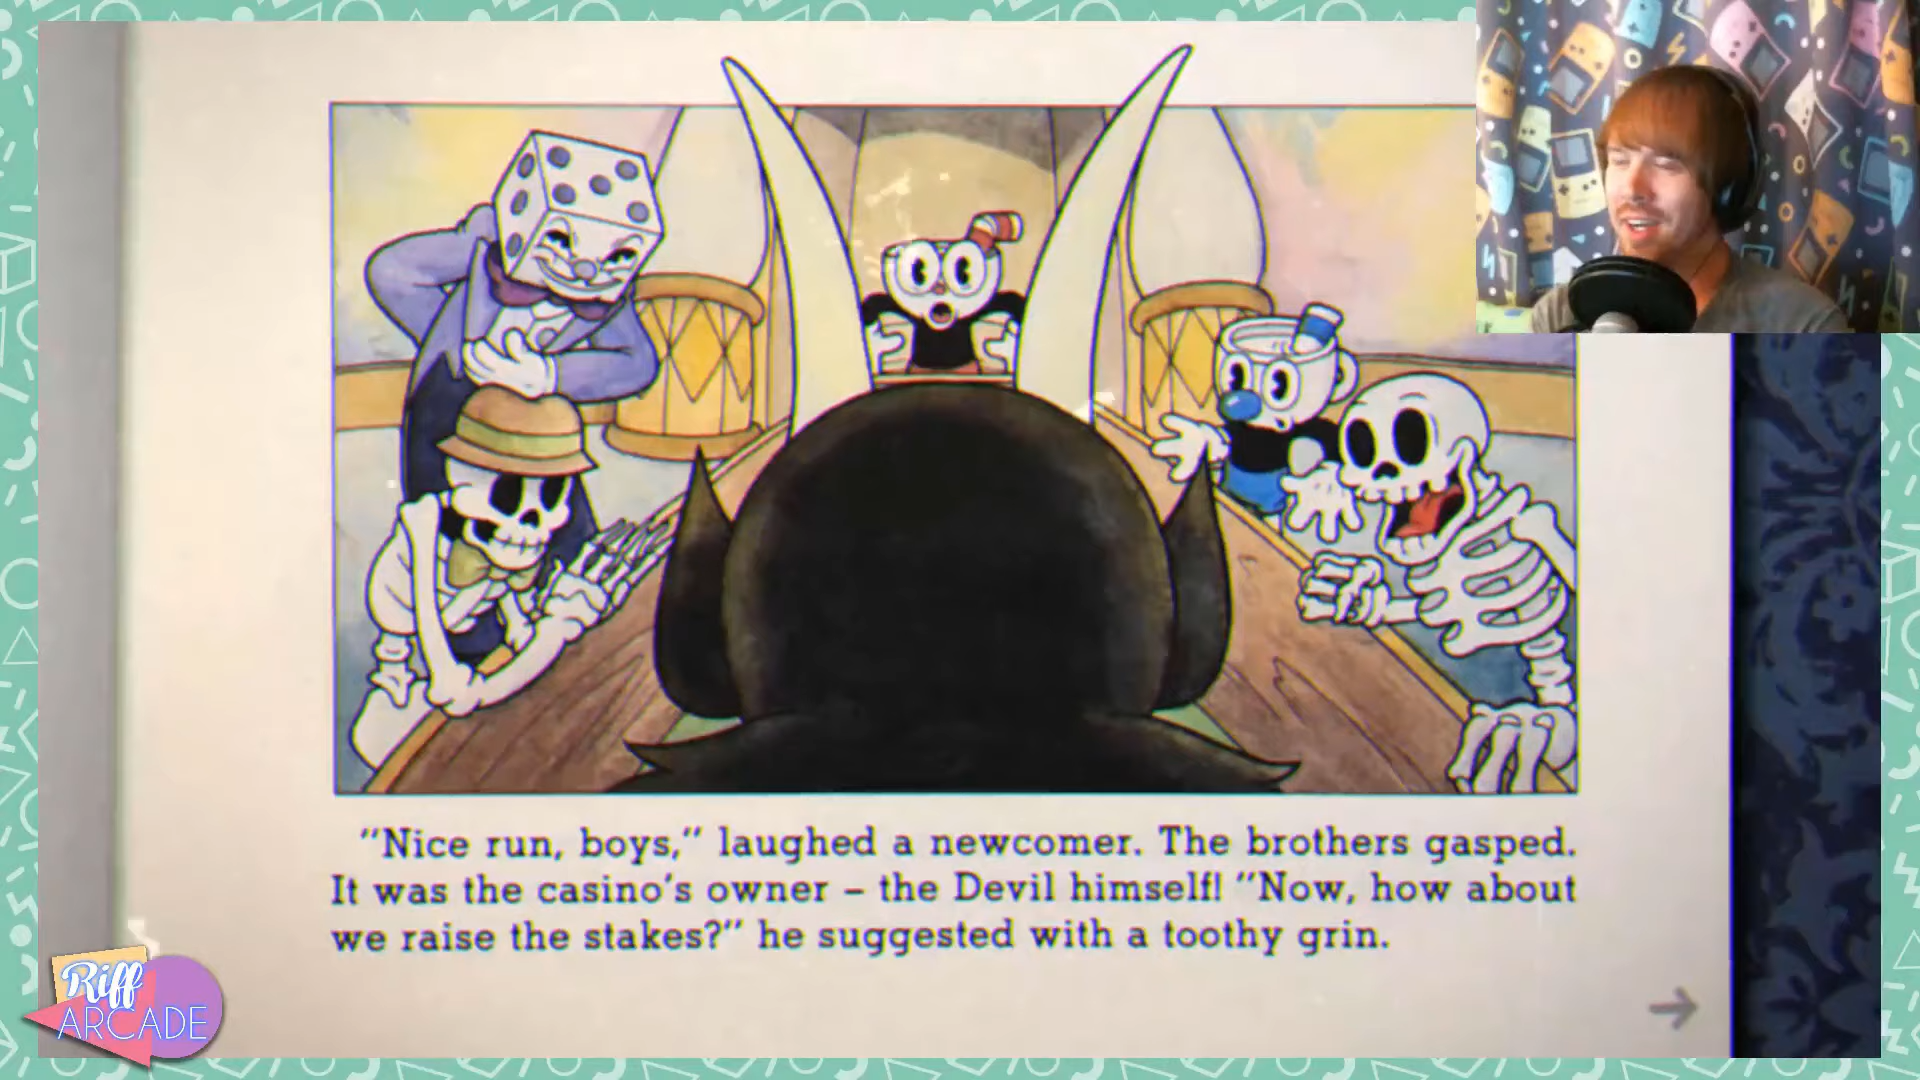 "Nice run, boys," laughed a newcomer. The brothers gasped.
It was the casino's owner – the Devil himself! "Now, how about
we raise the stakes?" he suggested with a toothy grin.
Riff
ARCADE